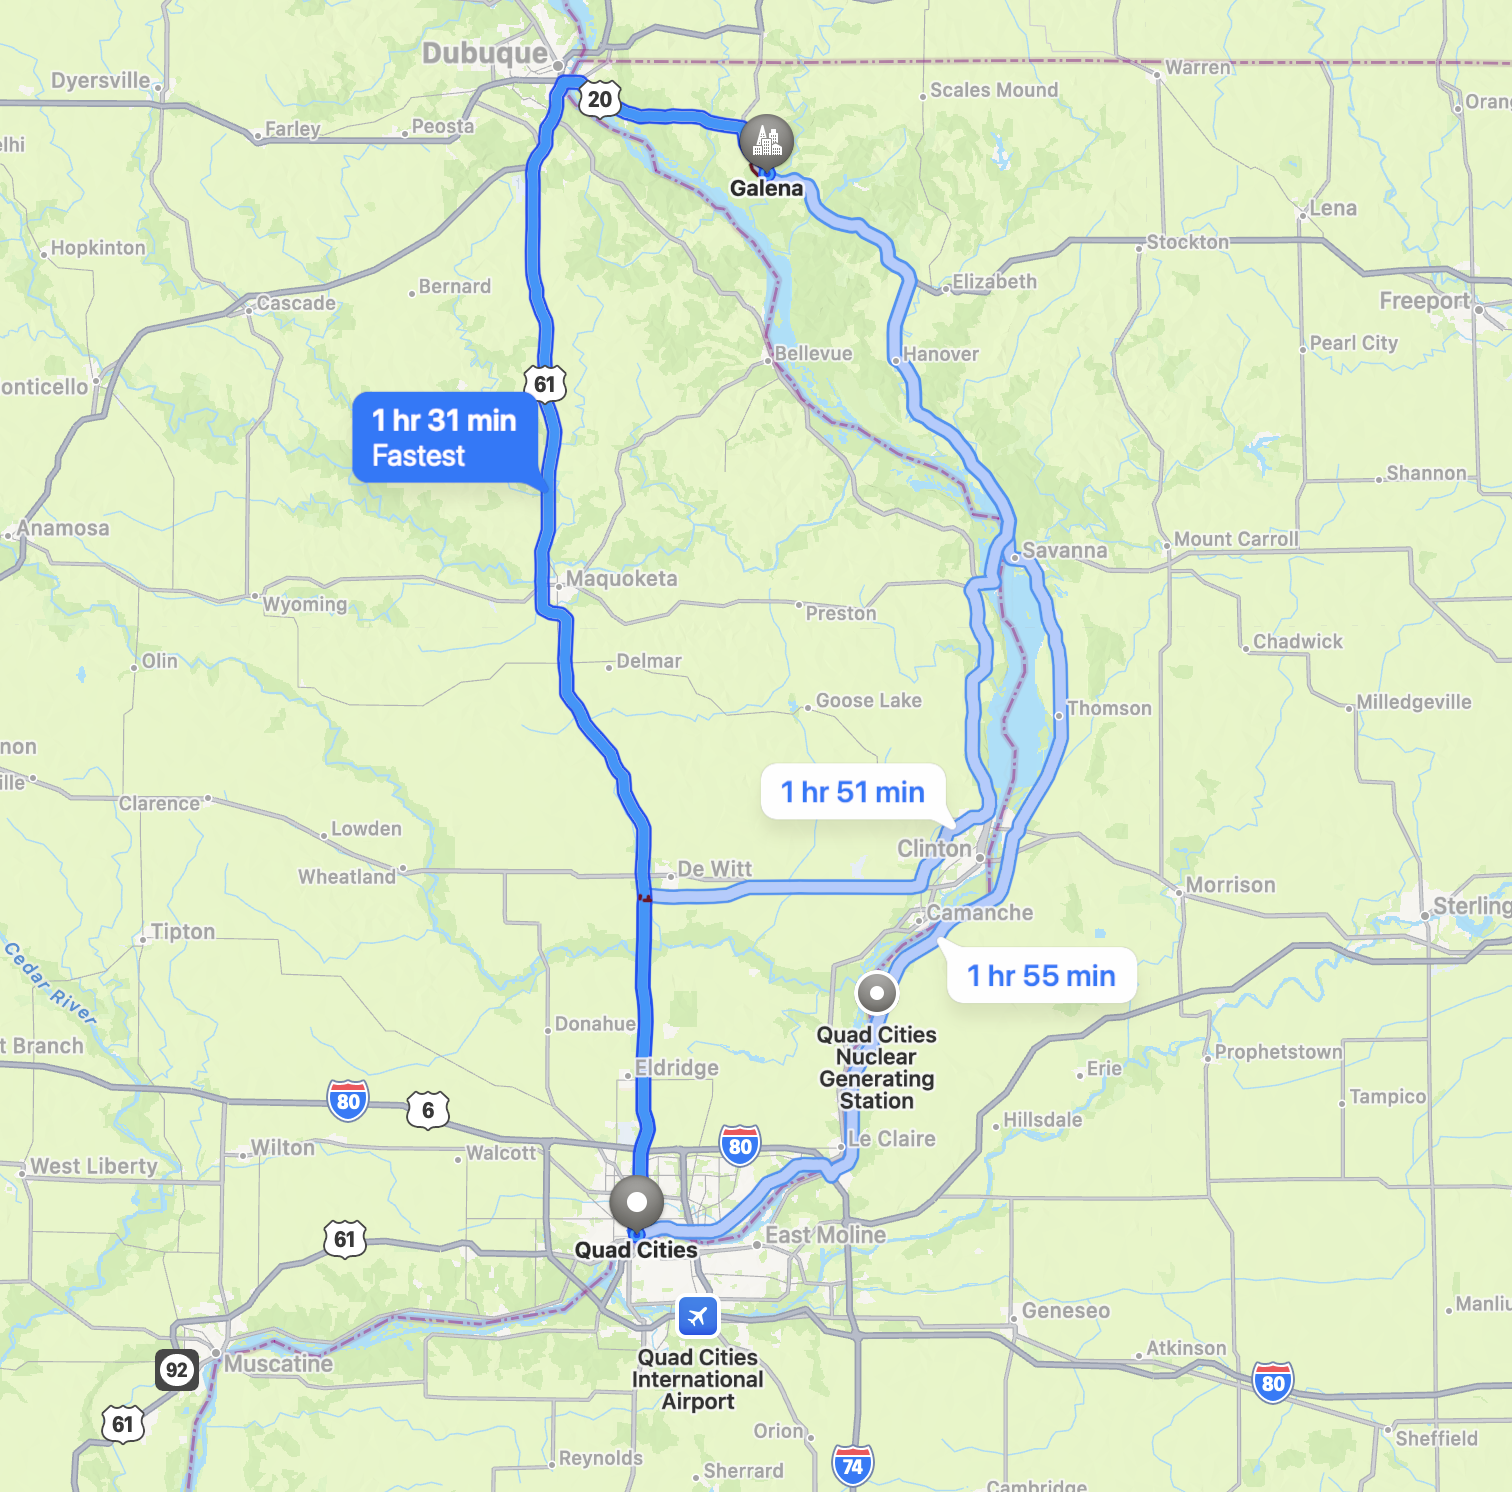 Dubuque
Warren
Dyersville
Scales Mound
Oran
20
Farley
Peosta
elhi
Galena
Lena
Hopkinton
Stockton
Bernard
Elizabeth
Cascade
Freeport
Bellevue
Hanover
Pearl City
onticello
61
1 hr 31 min
Fastest
Shannon
Anamosa
Savanna
Mount Carroll
Maquoketa
Wyoming
Preston
Chadwick
Olin
Delmar
Goose Lake
Thomson
Milledgeville
non
ille
1 hr 51 min
Clarence
Lowden
Clinton
De Witt
Wheatland
Morrison
Camanche
Sterling
Tipton
Cedar River
1 hr 55 min
Donahue
Quad Cities
Nuclear
Generating
Station
t Branch
Prophetstown
Eldridge
Erie
80
6
Tampico
Hillsdale
80
Le Claire
Wilton
Walcott
West Liberty
61
Quad Cities
East Moline
Geneseo
Manliu
Muscatine
92
Quad Cities
International
Airport
Atkinson
80
61
Orion
Sheffield
Reynolds
74
Sherrard
Cambridge